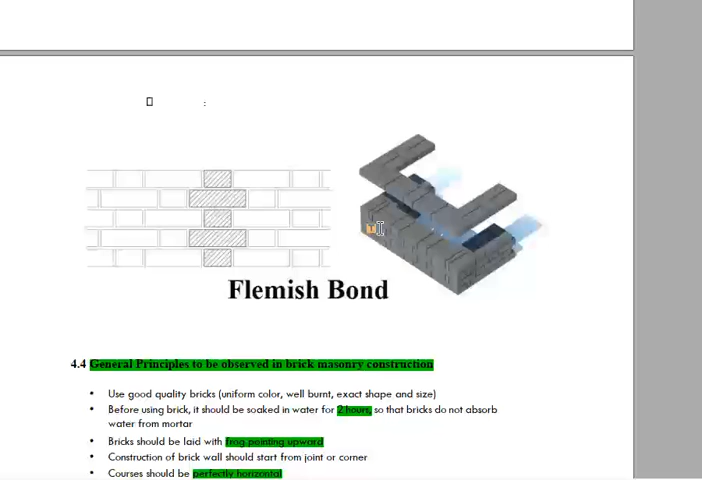 :
Flemish Bond
4.4 General Principles to be observed in brick masonry construction
• Use good quality bricks (uniform color, well burnt, exact shape and size)
• Before using brick, it should be soaked in water for 2 hours, so that bricks do not absorb
water from mortar
• Bricks should be laid with frog pointing upward
• Construction of brick wall should start from joint or corner
• Courses should be perfectly horizontal